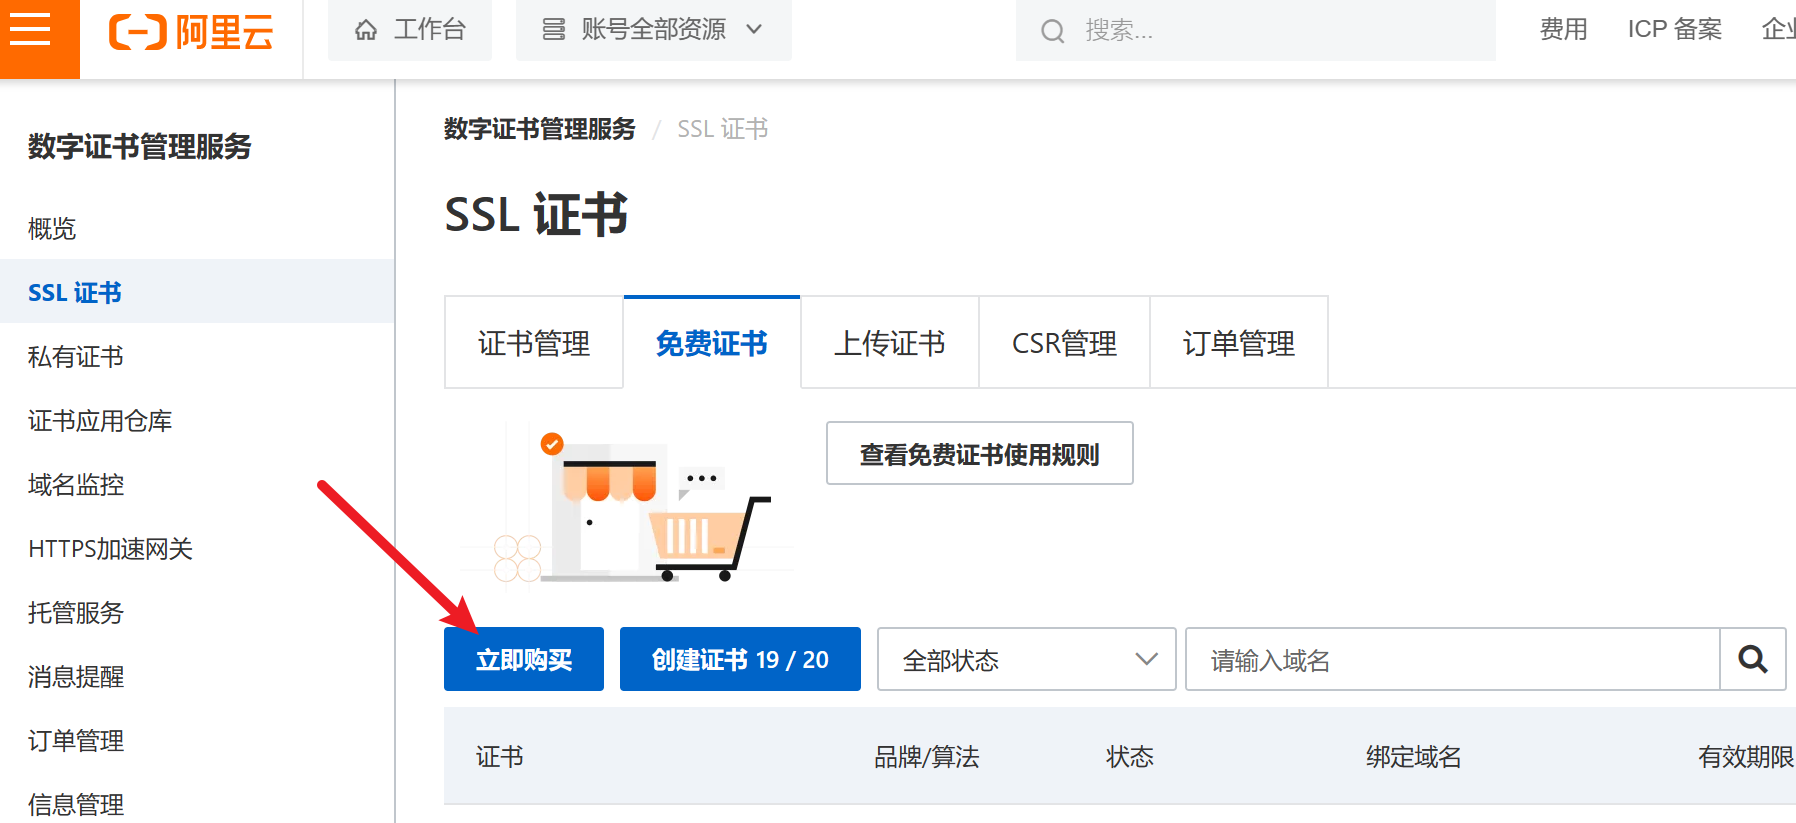 阿里云
工作台
账号全部资源
搜索...
费用
ICP 备案
企业
数字证书管理服务
概览
SSL 证书
私有证书
证书应用仓库
域名监控
HTTPS加速网关
托管服务
消息提醒
订单管理
信息管理
数字证书管理服务 / SSL 证书
SSL 证书
证书管理
免费证书
上传证书
CSR管理
订单管理
查看免费证书使用规则
立即购买
创建证书 19 / 20
全部状态
请输入域名
证书
品牌/算法
状态
绑定域名
有效期限